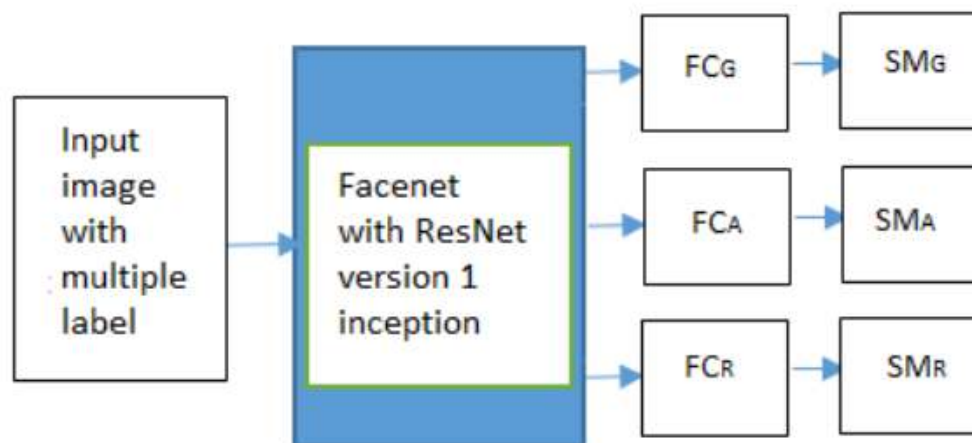 Input
image
with
multiple
label
Facenet
with ResNet
version 1
inception
FCG
SMG
FCA
SMA
FCR
SMR